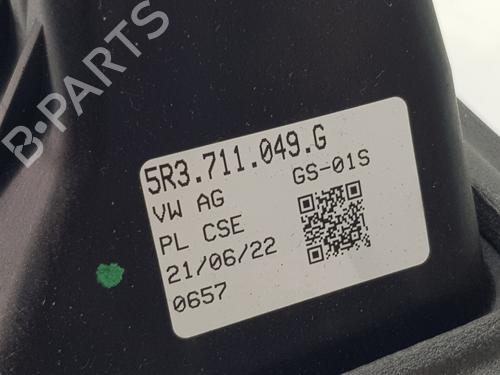 B-PARTS
5R3.711.049.G
VW AG
GS-01S
PL CSE
21/06/22
0657